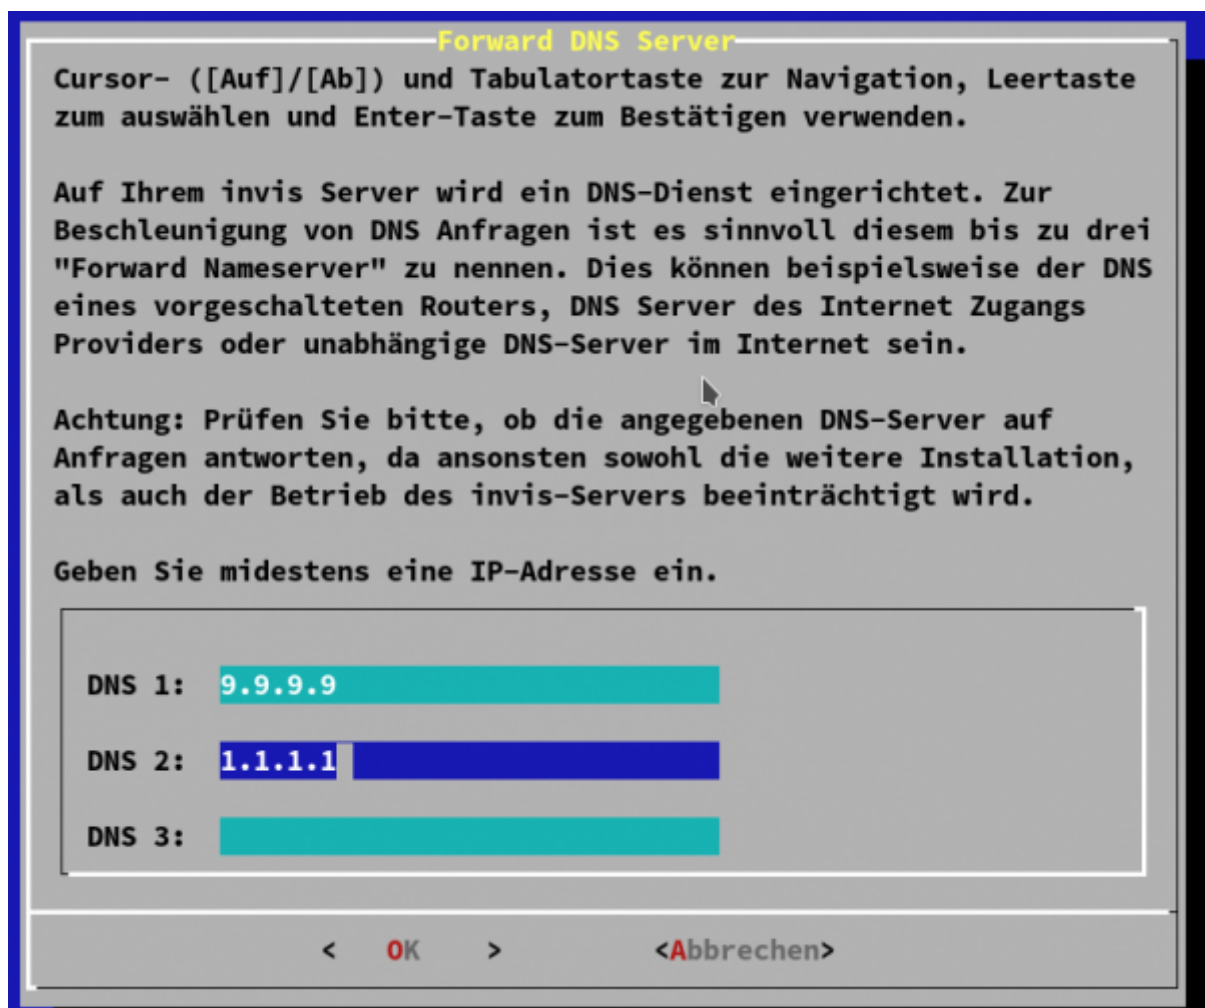 Forward DNS Server
Cursor- ([Auf]/[Ab]) und Tabulatortaste zur Navigation, Leertaste
zum auswählen und Enter-Taste zum Bestätigen verwenden.
Auf Ihrem invis Server wird ein DNS-Dienst eingerichtet. Zur
Beschleunigung von DNS Anfragen ist es sinnvoll diesem bis zu drei
"Forward Nameserver" zu nennen. Dies können beispielsweise der DNS
eines vorgeschalteten Routers, DNS Server des Internet Zugangs
Providers oder unabhängige DNS-Server im Internet sein.
Achtung: Prüfen Sie bitte, ob die angegebenen DNS-Server auf
Anfragen antworten, da ansonsten sowohl die weitere Installation,
als auch der Betrieb des invis-Servers beeinträchtigt wird.
Geben Sie midestens eine IP-Adresse ein.
DNS 1: 9.9.9.9
DNS 2: 1.1.1.1
DNS 3:
< OK > <Abbrechen>